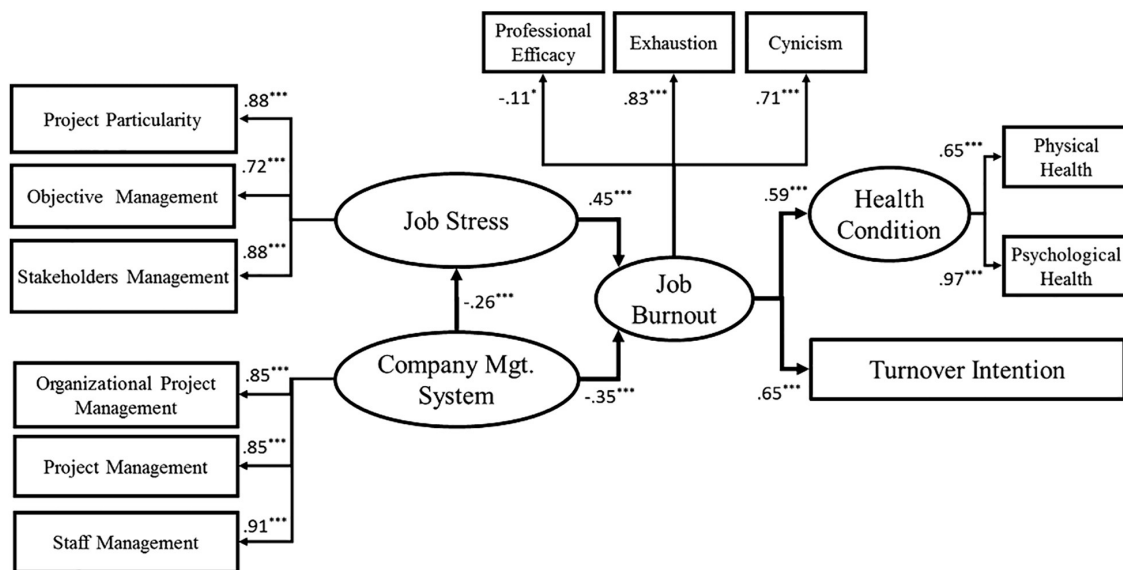 Professional
Efficacy
Exhaustion
Cynicism
-.11*
.83***
.71***
Project Particularity
.88***
Objective Management
.72***
Stakeholders Management
.88***
Job Stress
.45***
-.26***
Company Mgt.
System
-.35***
Job
Burnout
.59***
Health
Condition
.65***
Physical
Health
.97***
Psychological
Health
.65***
Turnover Intention
Organizational Project
Management
.85***
Project Management
.85***
Staff Management
.91***